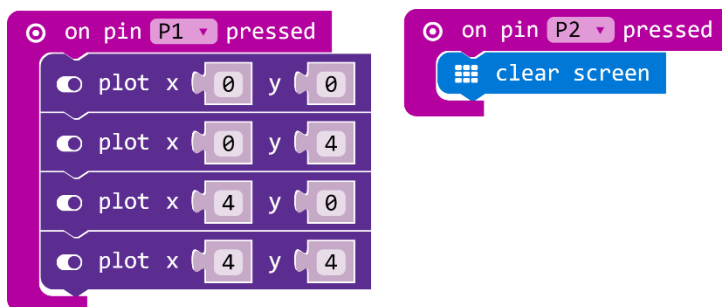 on pin P1 pressed
plot x 0 y 0
plot x 0 y 4
plot x 4 y 0
plot x 4 y 4
on pin P2 pressed
clear screen